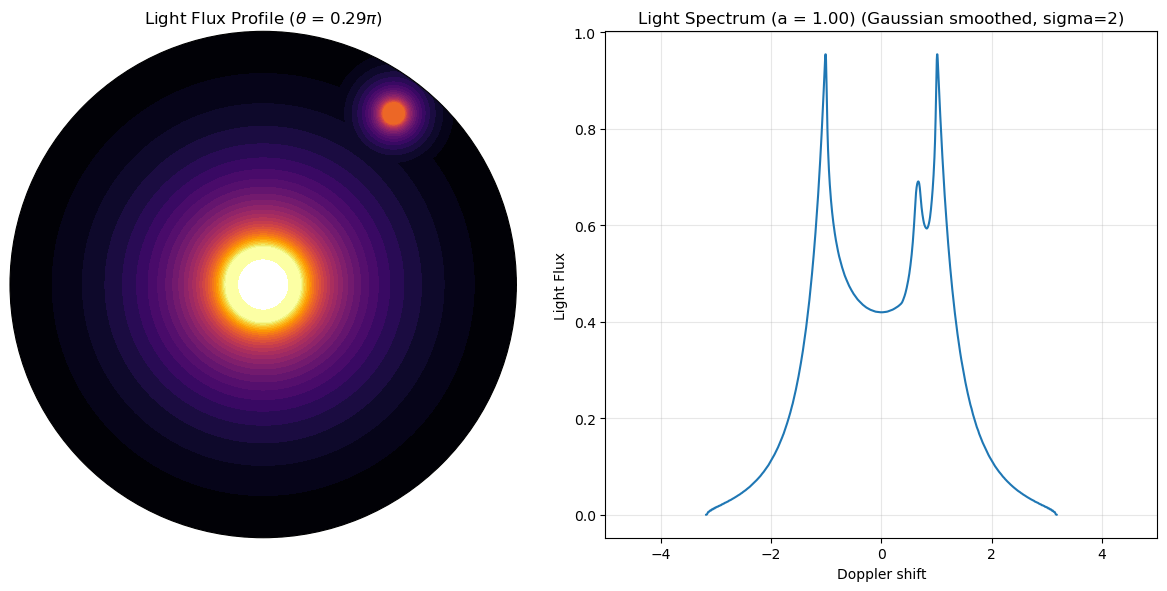 Light Flux Profile (θ = 0.29π)
Light Spectrum (a = 1.00) (Gaussian smoothed, sigma=2)
Light Flux
1.0
0.8
0.6
0.4
0.2
0.0
−4 −2 0 2 4
Doppler shift